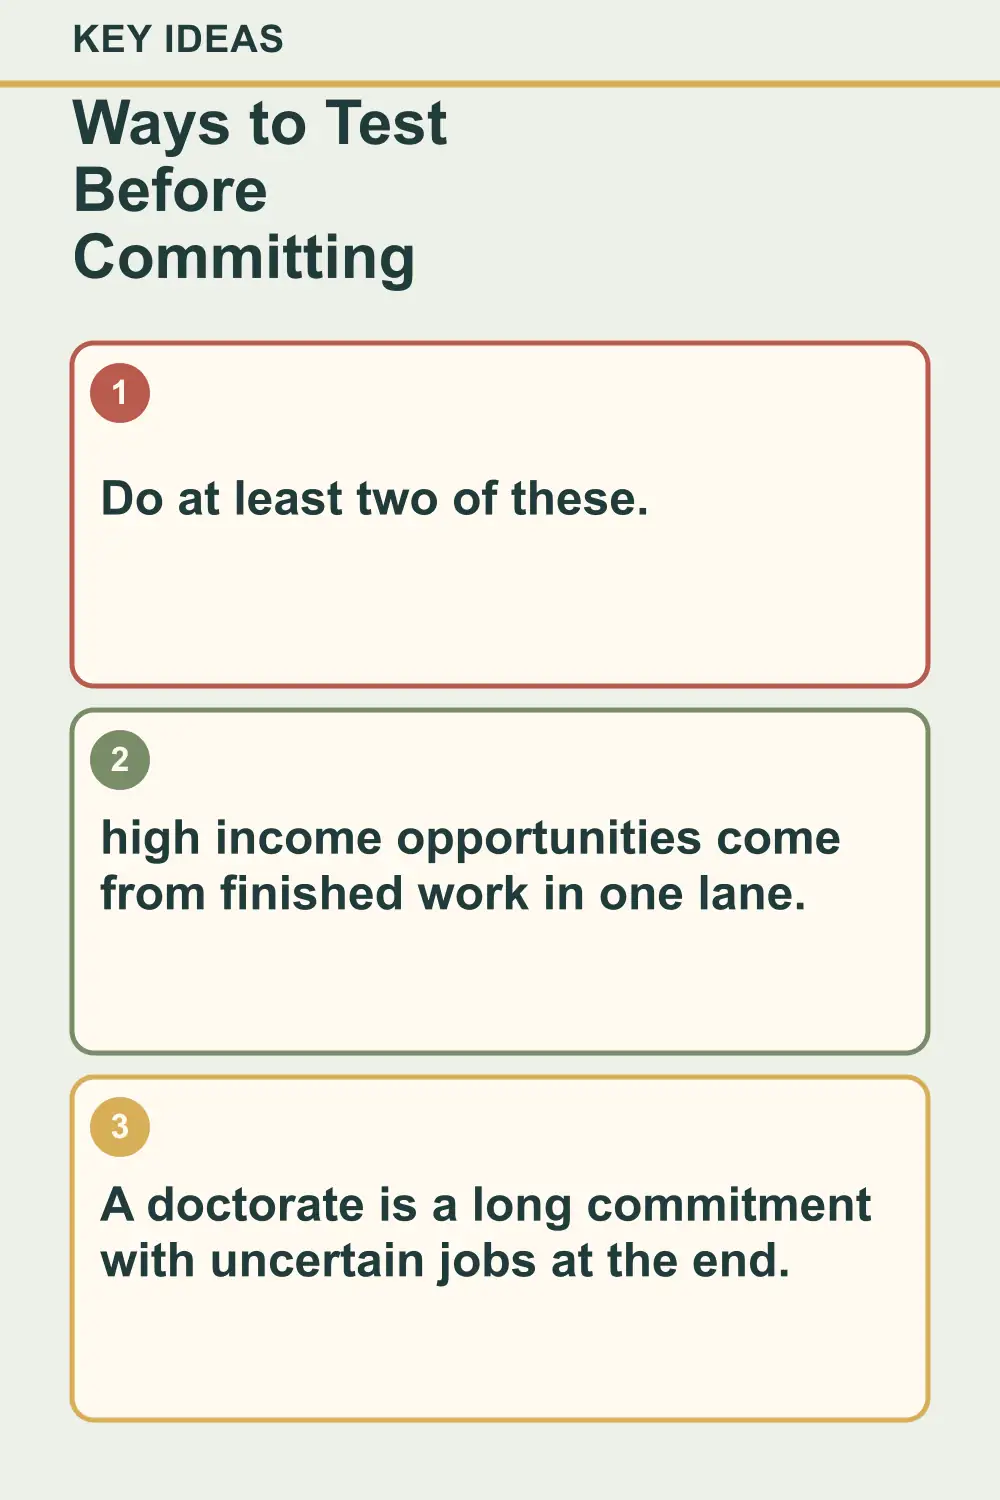 KEY IDEAS
Ways to Test
Before
Committing
1
Do at least two of these.
2
high income opportunities come
from finished work in one lane.
3
A doctorate is a long commitment
with uncertain jobs at the end.